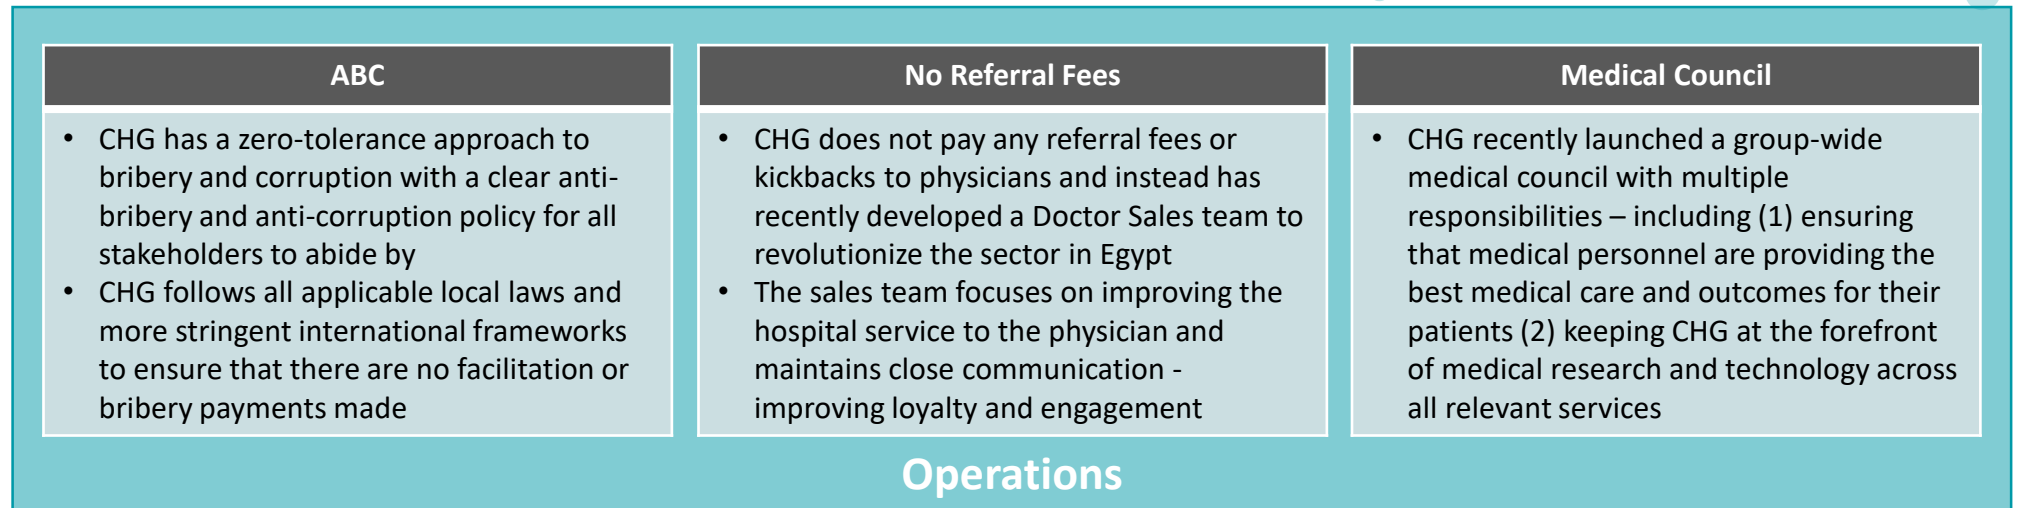 ABC
• CHG has a zero-tolerance approach to
bribery and corruption with a clear anti-
bribery and anti-corruption policy for all
stakeholders to abide by
• CHG follows all applicable local laws and
more stringent international frameworks
to ensure that there are no facilitation or
bribery payments made
No Referral Fees
• CHG does not pay any referral fees or
kickbacks to physicians and instead has
recently developed a Doctor Sales team to
revolutionize the sector in Egypt
• The sales team focuses on improving the
hospital service to the physician and
maintains close communication -
improving loyalty and engagement
Medical Council
• CHG recently launched a group-wide
medical council with multiple
responsibilities – including (1) ensuring
that medical personnel are providing the
best medical care and outcomes for their
patients (2) keeping CHG at the forefront
of medical research and technology across
all relevant services
Operations